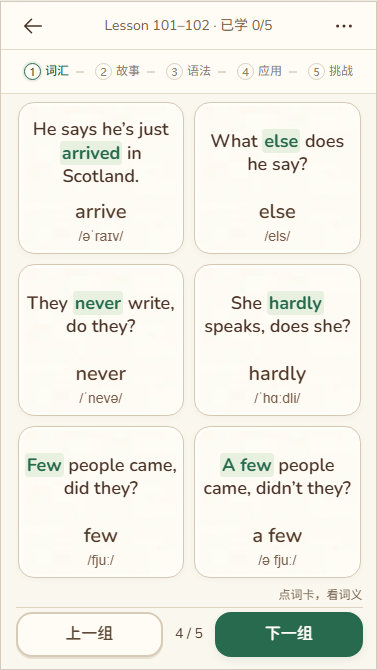 Lesson 101–102 · 已学 0/5
1 词汇 – 2 故事 – 3 语法 – 4 应用 – 5 挑战
He says he’s just
arrived in
Scotland.
arrive
/əˈraɪv/
What else does
he say?
else
/els/
They never write,
do they?
never
/ˈnevə/
She hardly
speaks, does she?
hardly
/ˈhɑːdli/
Few people came,
did they?
few
/fjuː/
A few people
came, didn’t they?
a few
/ə fjuː/
点词卡，看词义
上一组 4 / 5 下一组